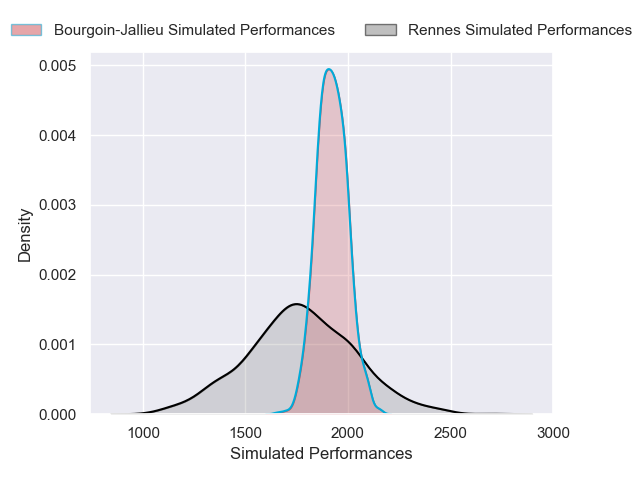 Bourgoin-Jallieu Simulated Performances
Rennes Simulated Performances
0.005
0.004
0.003
0.002
0.001
0.000
Density
1000
1500
2000
2500
3000
Simulated Performances